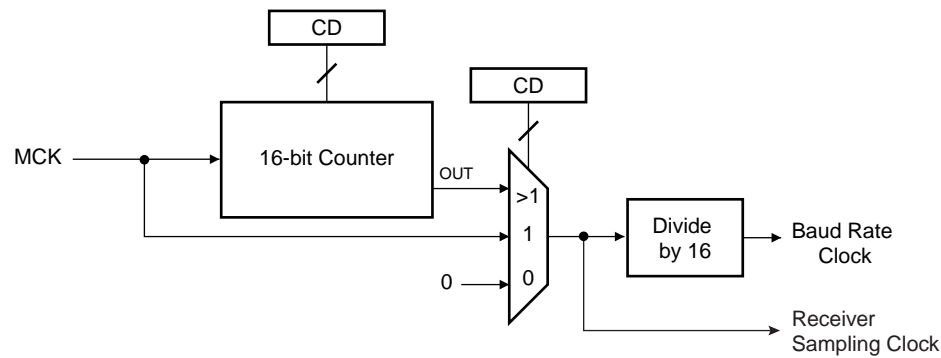 CD
CD
MCK
16-bit Counter
OUT
>1
1
0
0
Divide
by 16
Baud Rate
Clock
Receiver
Sampling Clock